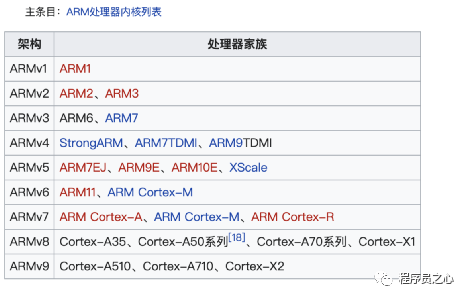 主条目：ARM处理器内核列表
架构 处理器家族
ARMv1 ARM1
ARMv2 ARM2、ARM3
ARMv3 ARM6、ARM7
ARMv4 StrongARM、ARM7TDMI、ARM9TDMI
ARMv5 ARM7EJ、ARM9E、ARM10E、XScale
ARMv6 ARM11、ARM Cortex-M
ARMv7 ARM Cortex-A、ARM Cortex-M、ARM Cortex-R
ARMv8 Cortex-A35、Cortex-A50系列[18]、Cortex-A70系列、Cortex-X1
ARMv9 Cortex-A510、Cortex-A710、Cortex-X2
程序员之心